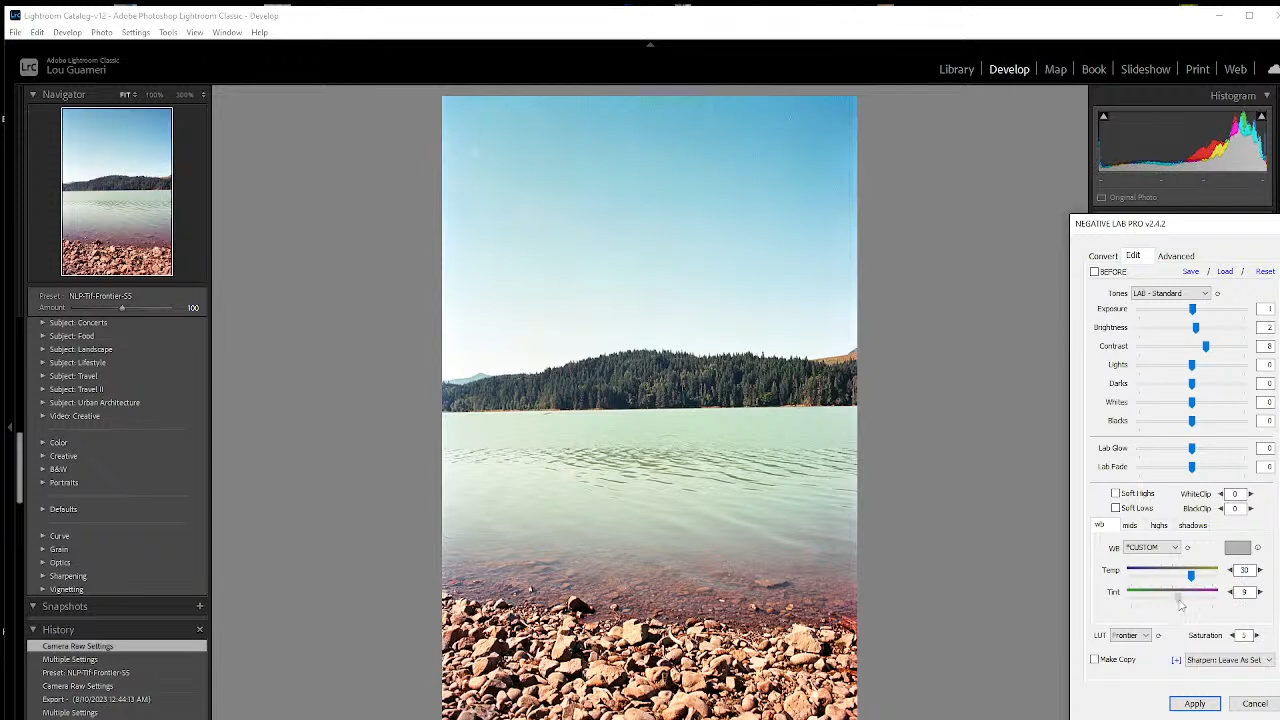 Lightroom Catalog-v12 - Adobe Photoshop Lightroom Classic - Develop
File Edit Develop Photo Settings Tools View Window Help
Adobe Lightroom Classic
LrC Lou Guarneri
Library | Develop | Map | Book | Slideshow | Print | Web
Navigator FIT 100% 300%
Histogram
Original Photo
NEGATIVE LAB PRO v2.4.2
Convert Edit Advanced
BEFORE Save / Load / Reset
Tones LAB - Standard
Exposure 1
Brightness 2
Contrast 8
Lights 0
Darks 0
Whites 0
Blacks 0
Lab Glow 0
Lab Fade 0
Soft Highs WhiteClip 0
Soft Lows BlackClip 0
wb mids highs shadows
WB *CUSTOM
Temp 30
Tint 9
LUT Frontier Saturation 5
Make Copy [+] Sharpen: Leave As Set
Apply Cancel
Preset: NLP-Tif-Frontier-S5
Amount 100
Subject: Concerts
Subject: Food
Subject: Landscape
Subject: Lifestyle
Subject: Travel
Subject: Travel II
Subject: Urban Architecture
Video: Creative
Color
Creative
B&W
Portraits
Defaults
Curve
Grain
Optics
Sharpening
Vignetting
Snapshots +
History
Camera Raw Settings
Multiple Settings
Preset: NLP-Tif-Frontier-S5
Camera Raw Settings
Export - (8/10/2023 12:44:13 AM)
Multiple Settings